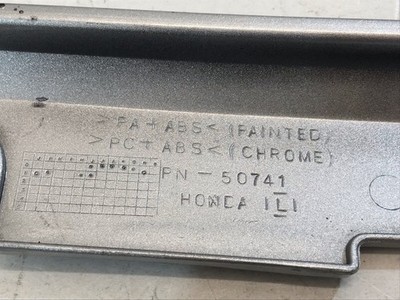 >PA+ABS< (PAINTED)
>PC+ABS< (CHROME)
PN-50741
HONDA |L|